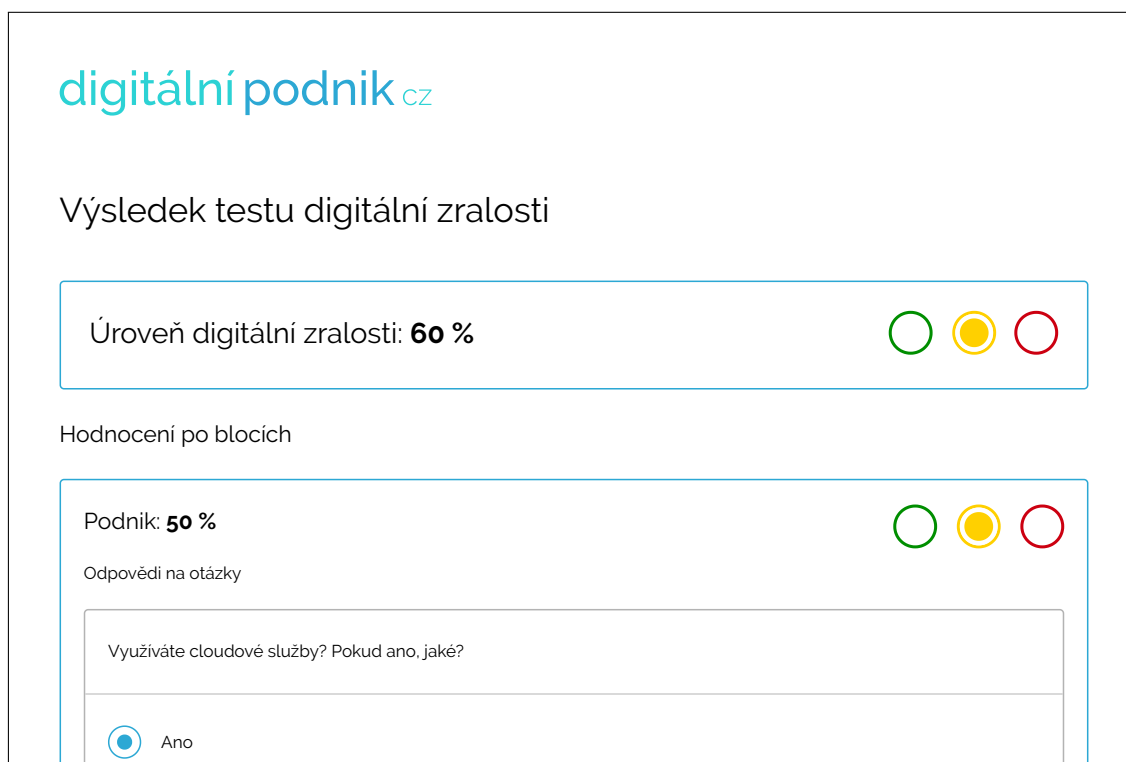 digitální podnik cz
Výsledek testu digitální zralosti
Úroveň digitální zralosti: 60 %
Hodnocení po blocích
Podnik: 50 %
Odpovědi na otázky
Využíváte cloudové služby? Pokud ano, jaké?
Ano